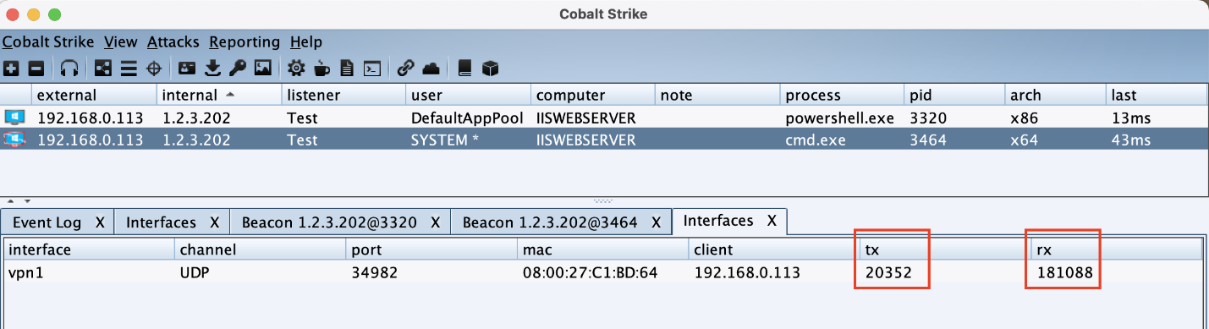 Cobalt Strike
Cobalt Strike View Attacks Reporting Help
external internal listener user computer note process pid arch last
192.168.0.113 1.2.3.202 Test DefaultAppPool IISWEBSERVER powershell.exe 3320 x86 13ms
192.168.0.113 1.2.3.202 Test SYSTEM * IISWEBSERVER cmd.exe 3464 x64 43ms
Event Log X Interfaces X Beacon 1.2.3.202@3320 X Beacon 1.2.3.202@3464 X Interfaces X
interface channel port mac client tx rx
vpn1 UDP 34982 08:00:27:C1:BD:64 192.168.0.113 20352 181088